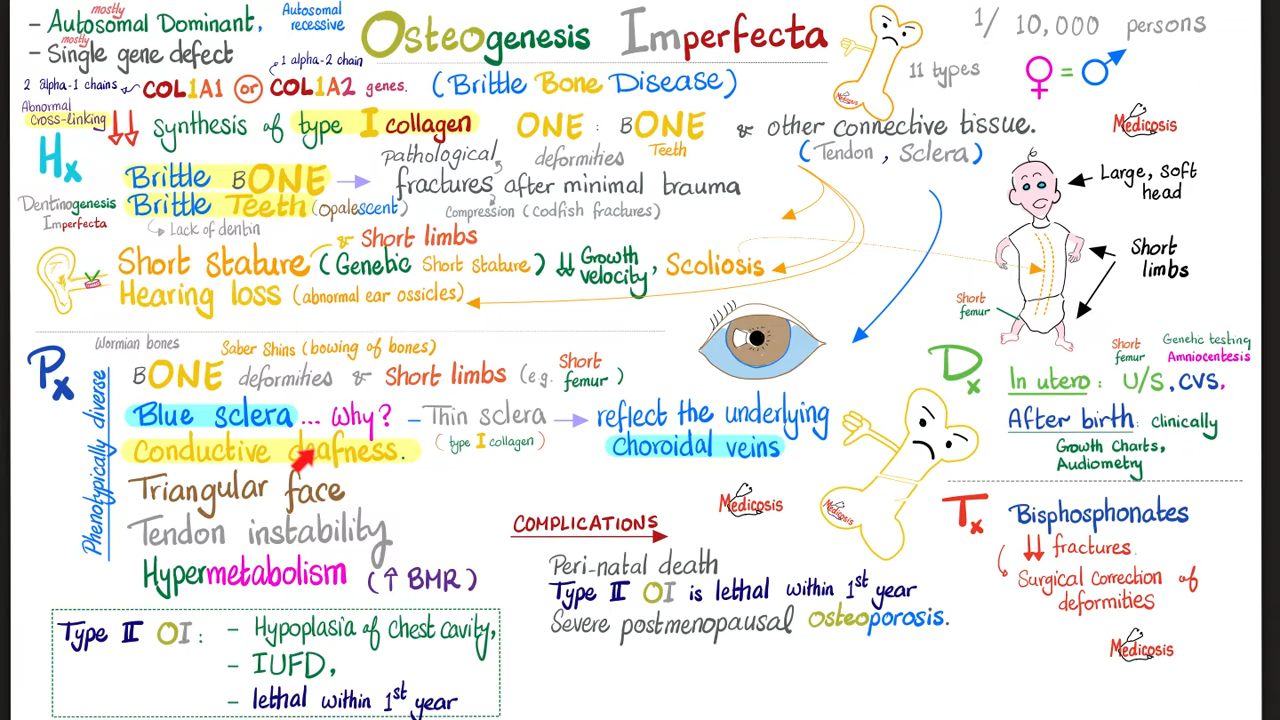 Osteogenesis Imperfecta
(Brittle Bone Disease)
– mostly Autosomal Dominant, Autosomal recessive
– mostly Single gene defect
2 alpha-1 chains COL1A1 or COL1A2 genes. 1 alpha-2 chain
1/ 10,000 persons
11 types
♀ = ♂
Medicosis
Abnormal Cross-linking
↓↓ synthesis of type I collagen
ONE : BONE & other connective tissue.
Teeth
(Tendon, Sclera)
Medicosis
Hx
Brittle BONE → pathological fractures after minimal trauma
deformities
Compression (Codfish fractures)
Dentinogenesis Imperfecta
Brittle Teeth (opalescent)
Lack of dentin
& Short limbs
Short Stature (Genetic Short Stature) ↓↓ Growth velocity, Scoliosis
Hearing loss (abnormal ear ossicles)
Large, soft head
Short limbs
Short femur
Px
Phenotypically diverse
Wormian bones
Saber Shins (bowing of bones)
BONE deformities & Short limbs (e.g. Short femur)
Blue sclera ... Why? – Thin sclera → reflect the underlying choroidal veins
(type I collagen)
Conductive deafness.
Triangular face
Tendon instability
Hypermetabolism (↑ BMR)
Type II OI: – Hypoplasia of chest cavity,
– IUFD,
– lethal within 1st year
Medicosis
COMPLICATIONS
Peri-natal death
Type II OI is lethal within 1st year
Severe postmenopausal osteoporosis.
Medicosis
Dx
Short femur
Genetic testing
Amniocentesis
In utero: U/S, CVS,
After birth: clinically
Growth Charts,
Audiometry
Tx
Bisphosphonates
↓↓ fractures.
Surgical Correction of deformities
Medicosis